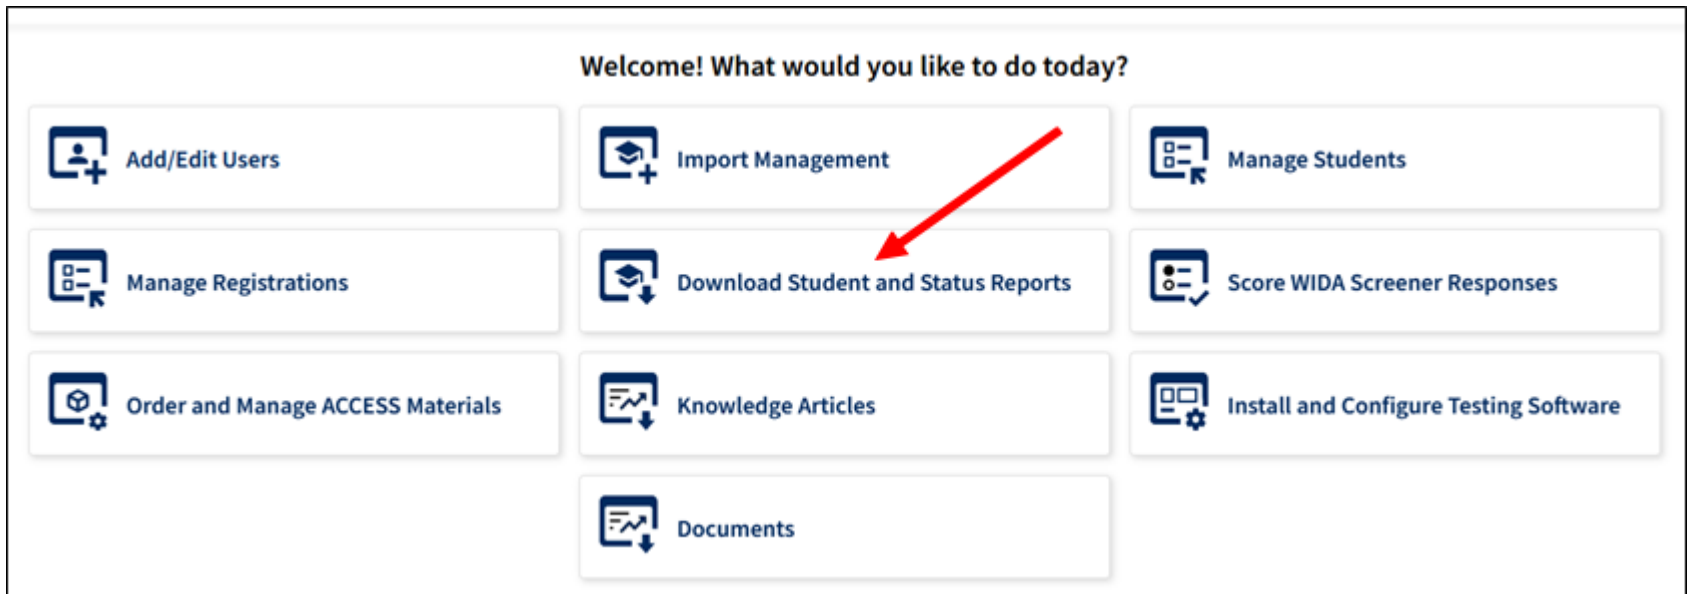 Welcome! What would you like to do today?
Add/Edit Users
Import Management
Manage Students
Manage Registrations
Download Student and Status Reports
Score WIDA Screener Responses
Order and Manage ACCESS Materials
Knowledge Articles
Install and Configure Testing Software
Documents